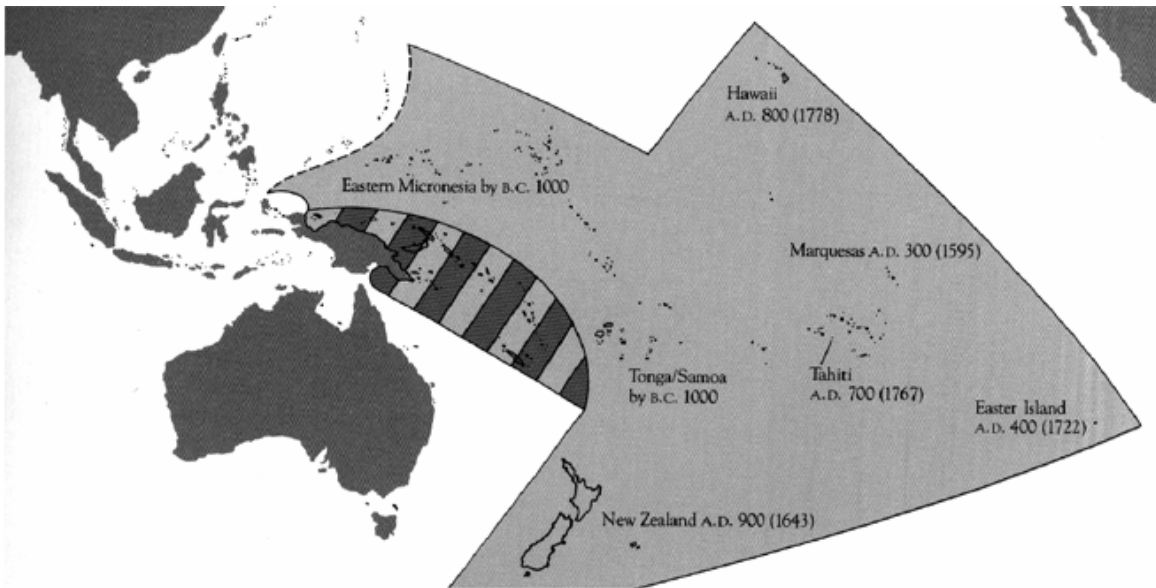 Hawaii
A.D. 800 (1778)
Eastern Micronesia by B.C. 1000
Marquesas A.D. 300 (1595)
Tonga/Samoa
by B.C. 1000
Tahiti
A.D. 700 (1767)
Easter Island
A.D. 400 (1722)
New Zealand A.D. 900 (1643)